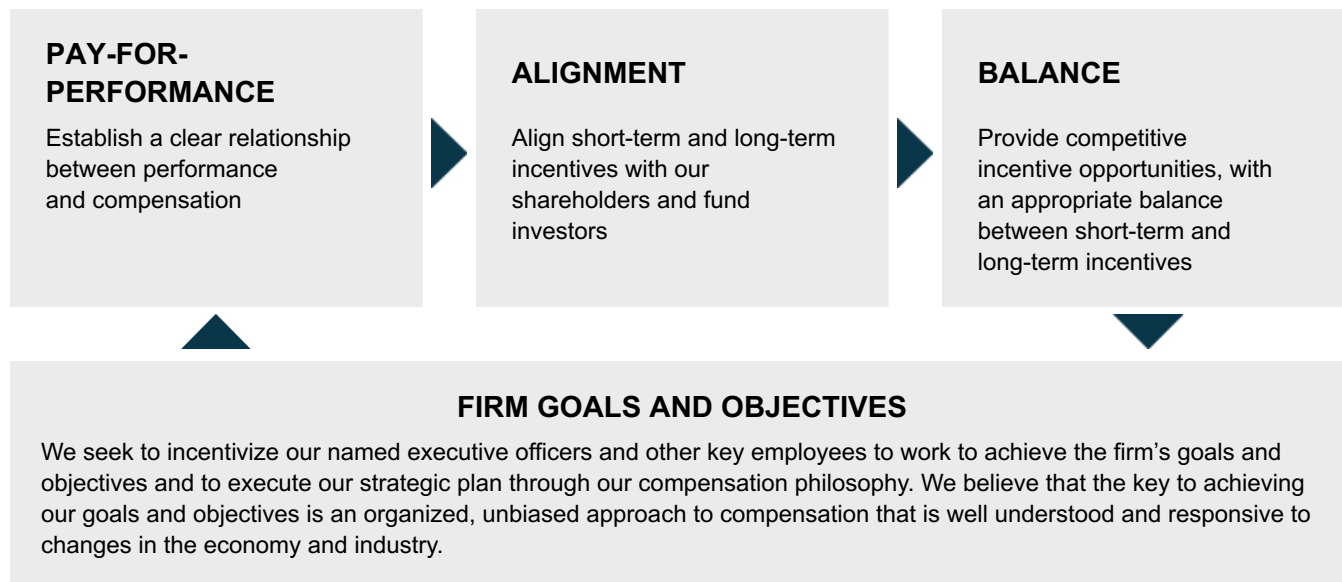 PAY-FOR-
PERFORMANCE
Establish a clear relationship
between performance
and compensation
ALIGNMENT
Align short-term and long-term
incentives with our
shareholders and fund
investors
BALANCE
Provide competitive
incentive opportunities, with
an appropriate balance
between short-term and
long-term incentives
FIRM GOALS AND OBJECTIVES
We seek to incentivize our named executive officers and other key employees to work to achieve the firm’s goals and
objectives and to execute our strategic plan through our compensation philosophy. We believe that the key to achieving
our goals and objectives is an organized, unbiased approach to compensation that is well understood and responsive to
changes in the economy and industry.